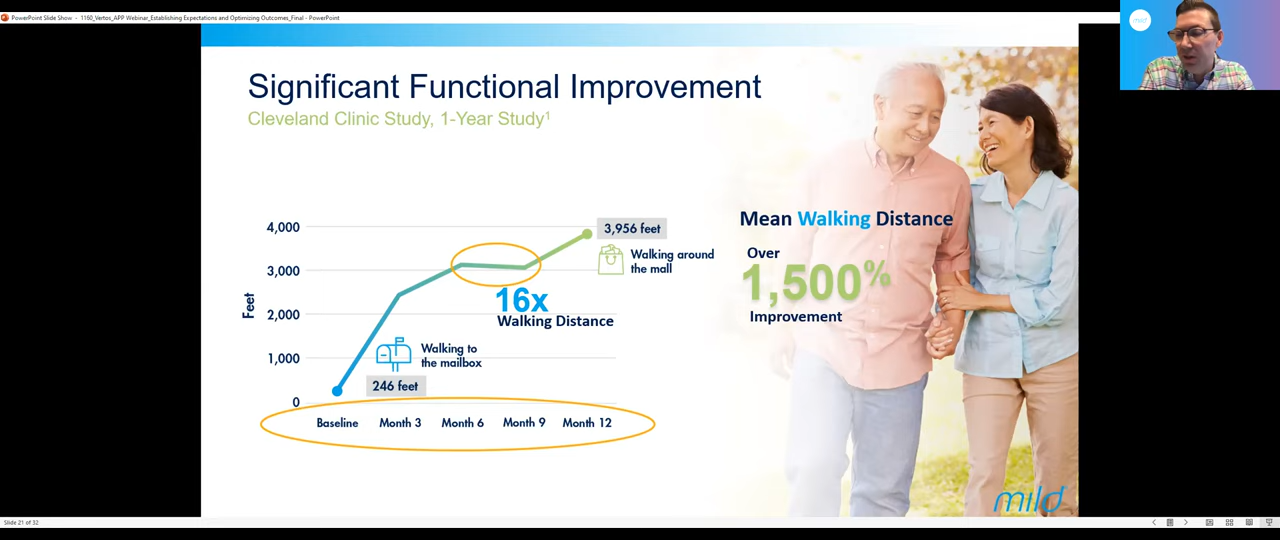 PowerPoint Slide Show - 1160_Vertos_APP Webinar_Establishing Expectations and Optimizing Outcomes_Final - PowerPoint
mild
Significant Functional Improvement
Cleveland Clinic Study, 1-Year Study¹
4,000
3,000
2,000
1,000
0
Feet
3,956 feet
Walking around
the mall
16x
Walking Distance
Walking to
the mailbox
246 feet
Baseline
Month 3
Month 6
Month 9
Month 12
Mean Walking Distance
Over
1,500%
Improvement
mild
Slide 21 of 32